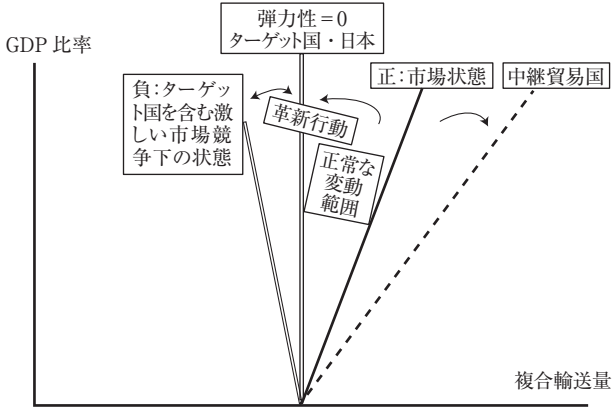 弾力性=0
ターゲット国・日本
GDP 比率
負:ターゲッ
ト国を含む激
しい市場競
争下の状態
革新行動
正:市場状態
中継貿易国
正常な
変動
範囲
複合輸送量